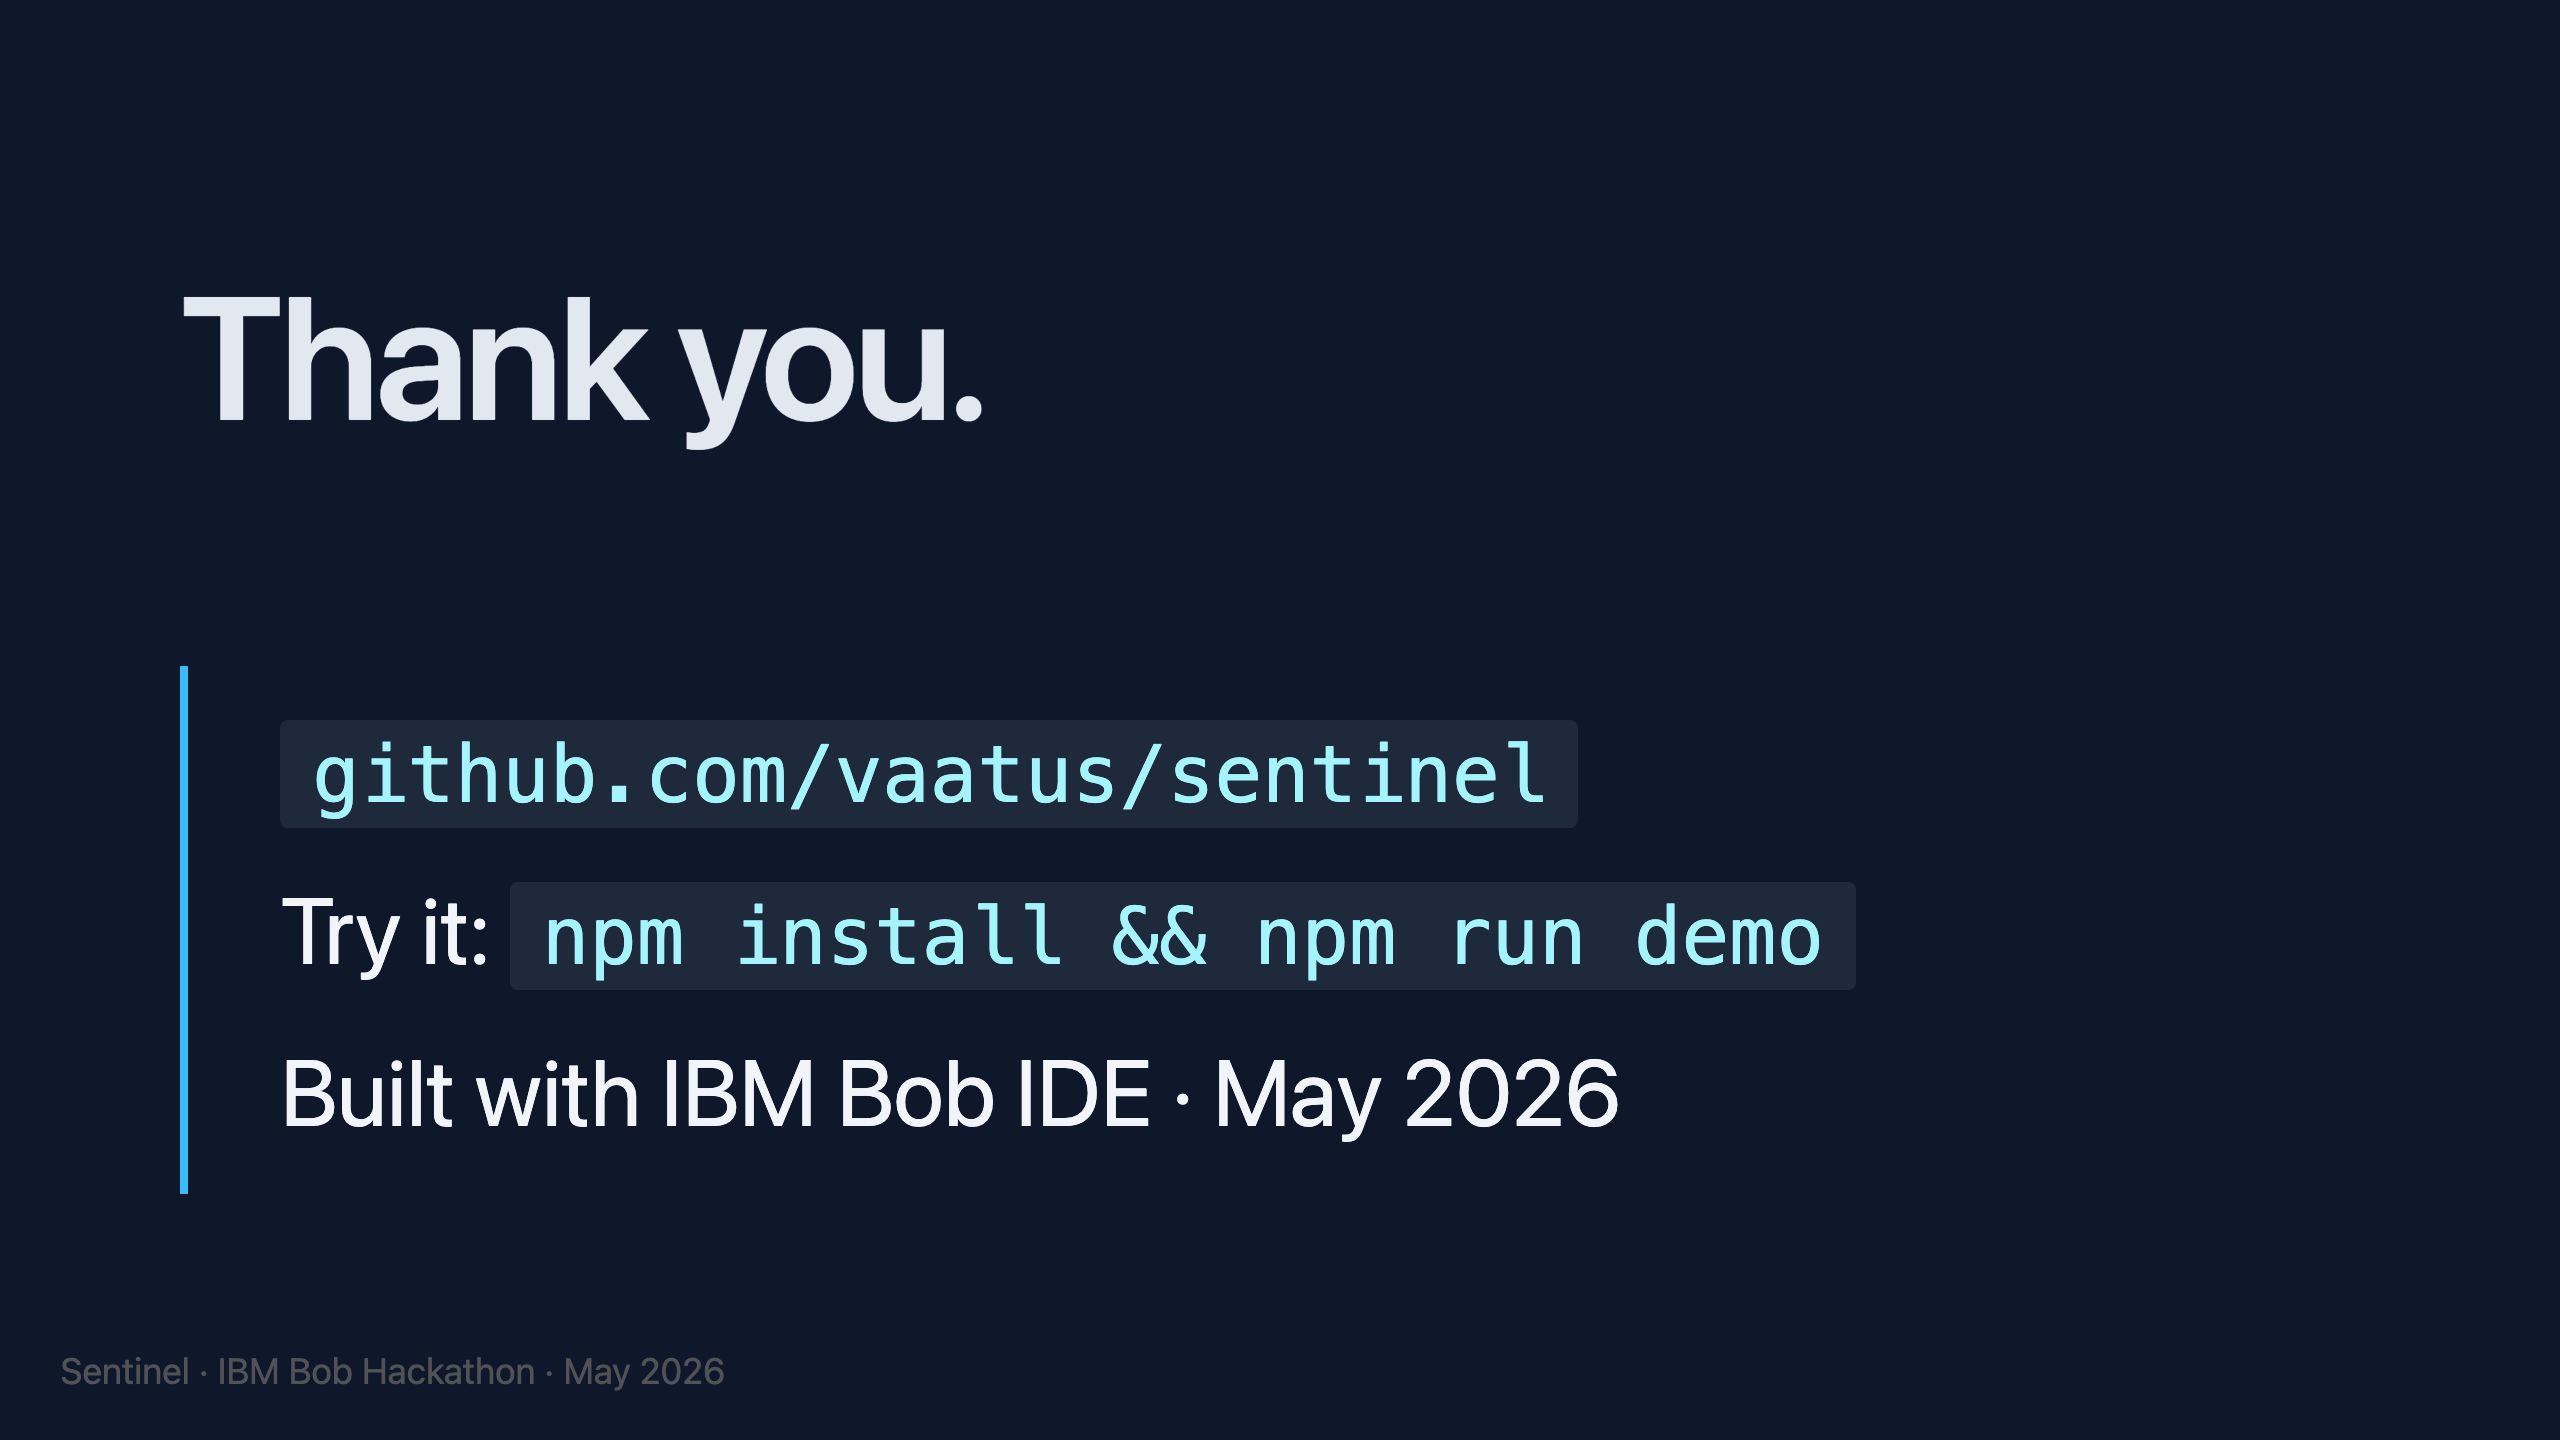 Thank you.
github.com/vaatus/sentinel
Try it: npm install && npm run demo
Built with IBM Bob IDE · May 2026
Sentinel · IBM Bob Hackathon · May 2026